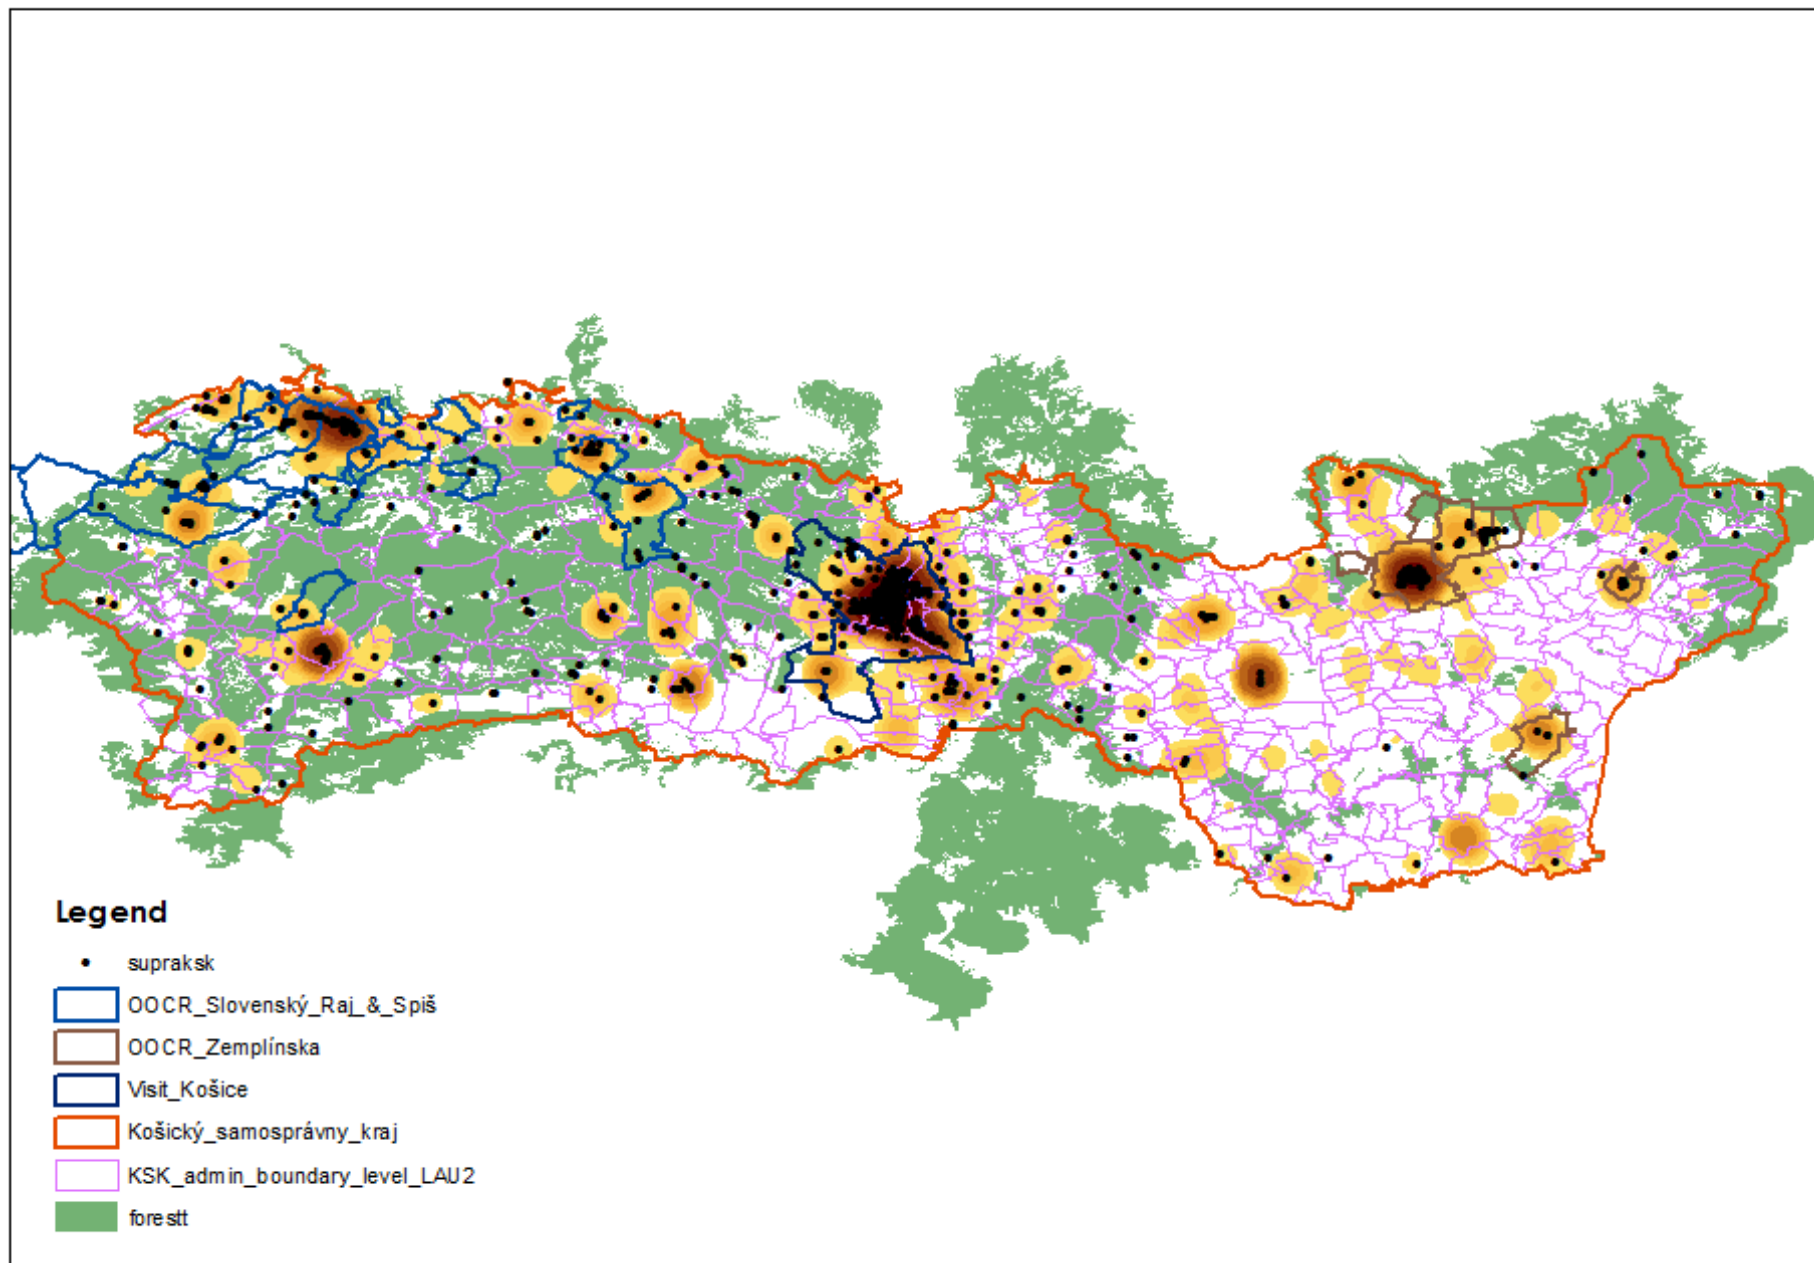 Legend
supraksk
OOCR_Slovenský_Raj_&_Spiš
OOCR_Zemplínska
Visit_Košice
Košický_samosprávny_kraj
KSK_admin_boundary_level_LAU2
forestt